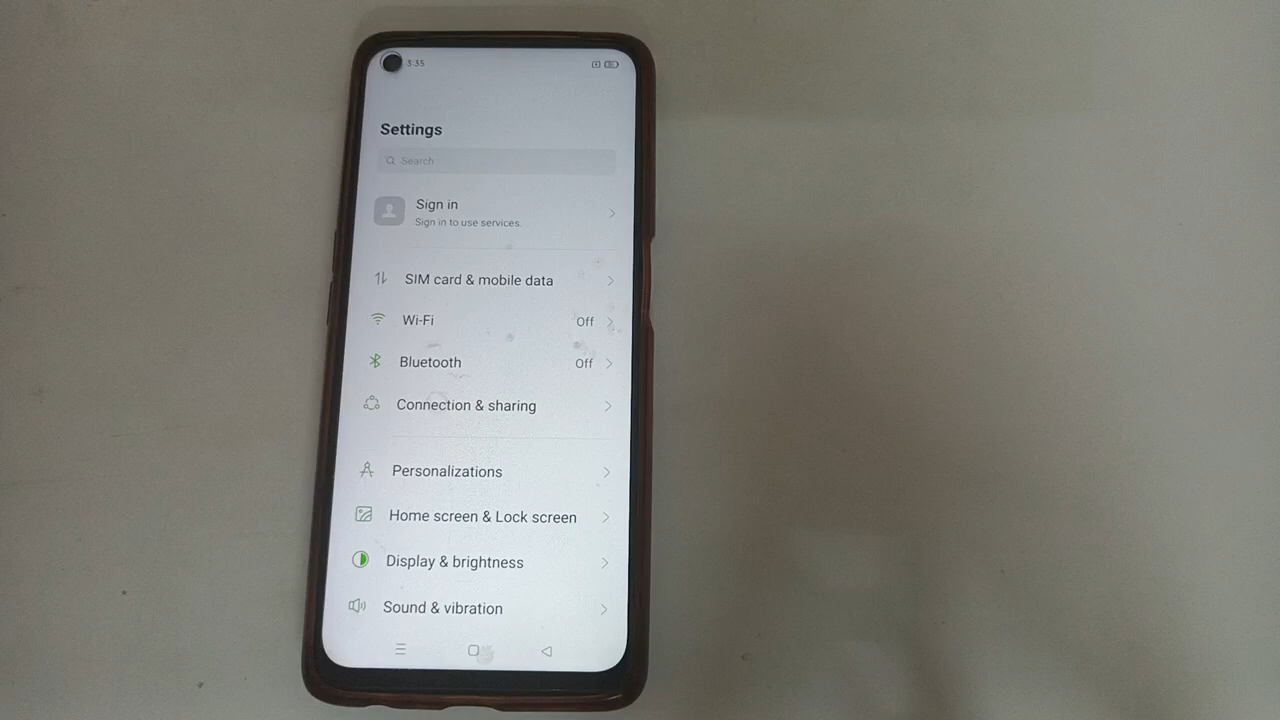 3:35
Settings
Search
Sign in
Sign in to use services.
SIM card & mobile data
Wi-Fi Off
Bluetooth Off
Connection & sharing
Personalizations
Home screen & Lock screen
Display & brightness
Sound & vibration